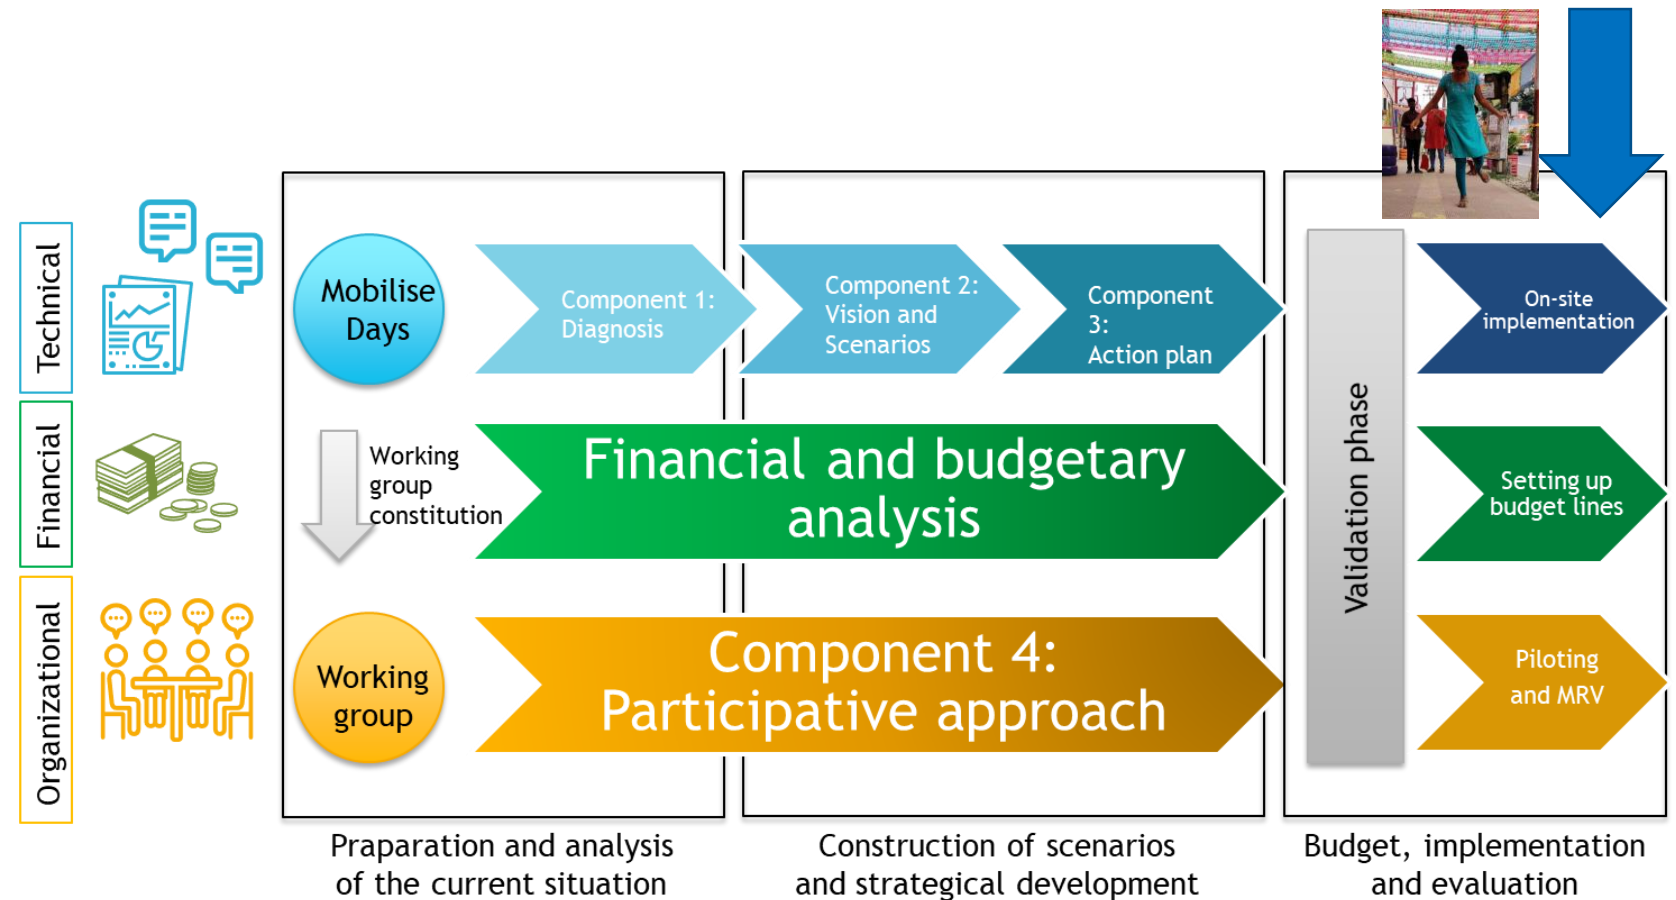 Technical
Mobilise
Days
Component 1:
Diagnosis
Component 2:
Vision and
Scenarios
Component
3:
Action plan
On-site
implementation
Financial
Working
group
constitution
Financial and budgetary
analysis
Validation phase
Setting up
budget lines
Organizational
Working
group
Component 4:
Participative approach
Piloting
and MRV
Praparation and analysis
of the current situation
Construction of scenarios
and strategical development
Budget, implementation
and evaluation